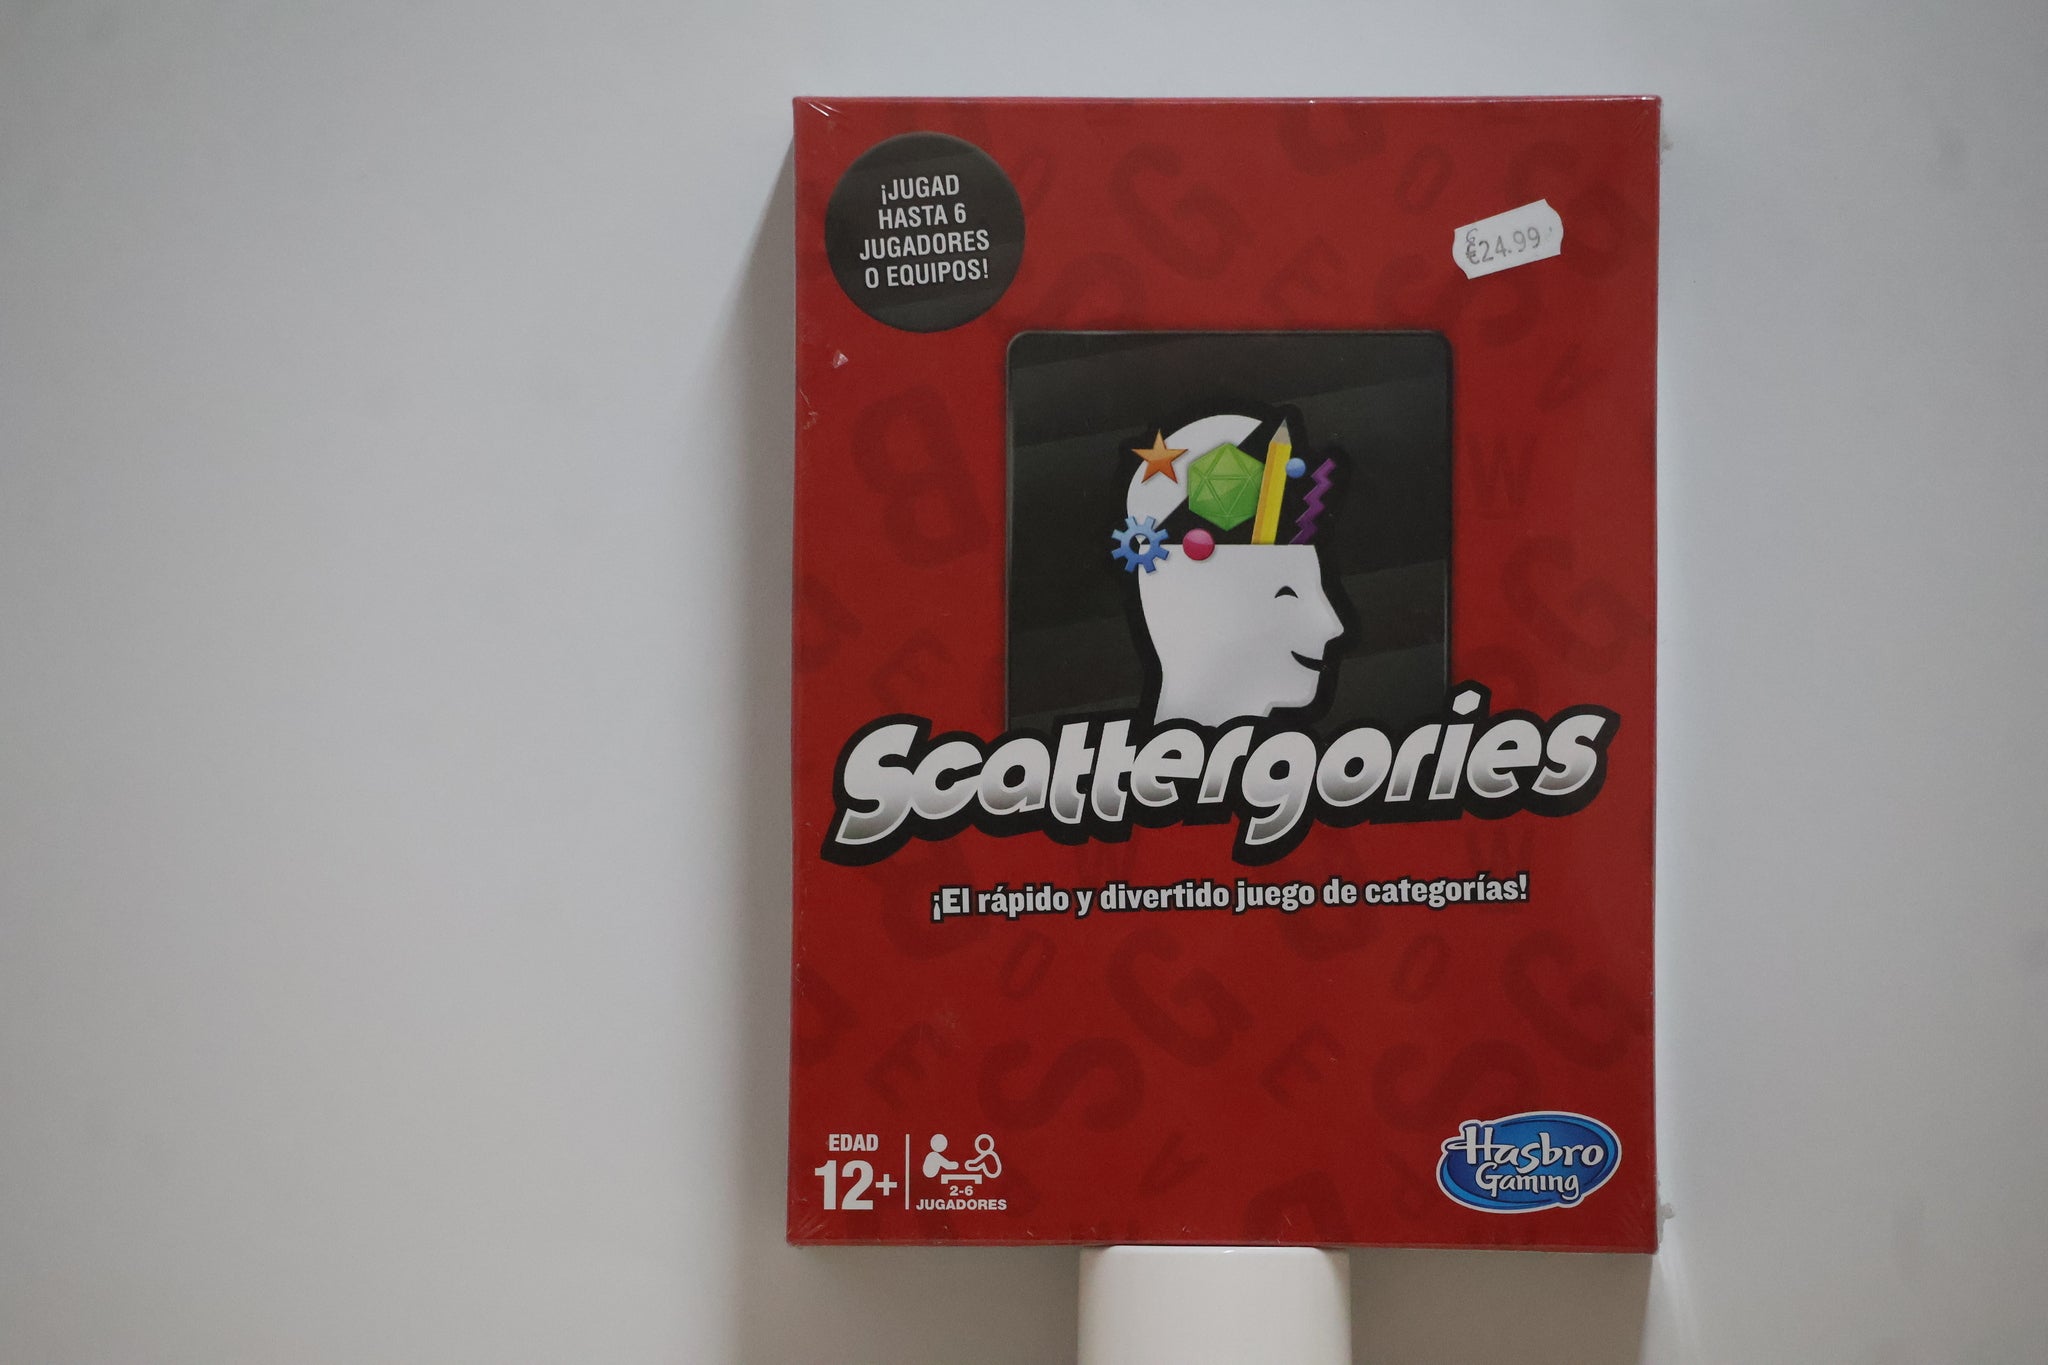 ¡JUGAD
HASTA 6
JUGADORES
O EQUIPOS!
€24.99
Scattergories
¡El rápido y divertido juego de categorías!
EDAD
12+
2-6
JUGADORES
Hasbro
Gaming